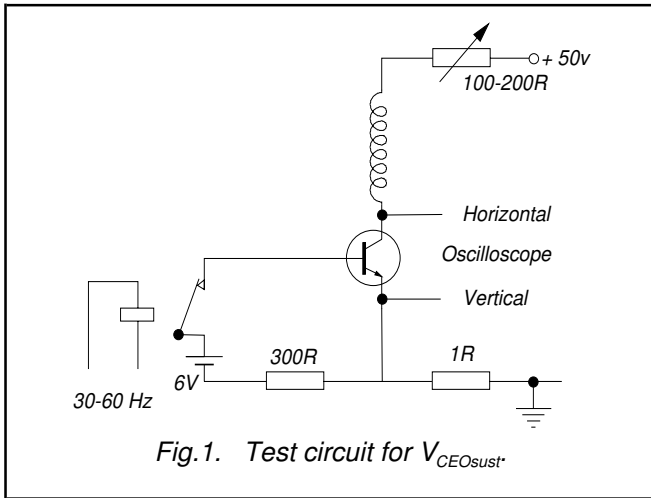 + 50v
100-200R
Horizontal
Oscilloscope
Vertical
300R
1R
6V
30-60 Hz
Fig.1. Test circuit for VCEOsust.